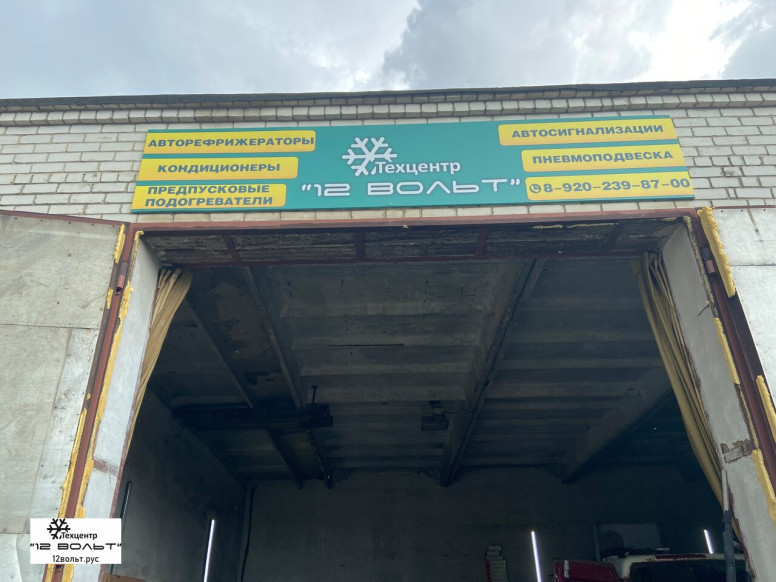 АВТОРЕФРИЖЕРАТОРЫ
КОНДИЦИОНЕРЫ
ПРЕДПУСКОВЫЕ
ПОДОГРЕВАТЕЛИ
Техцентр
"12 ВОЛЬТ"
АВТОСИГНАЛИЗАЦИИ
ПНЕВМОПОДВЕСКА
8-920-239-87-00
Техцентр
"12 ВОЛЬТ"
12вольт.рус